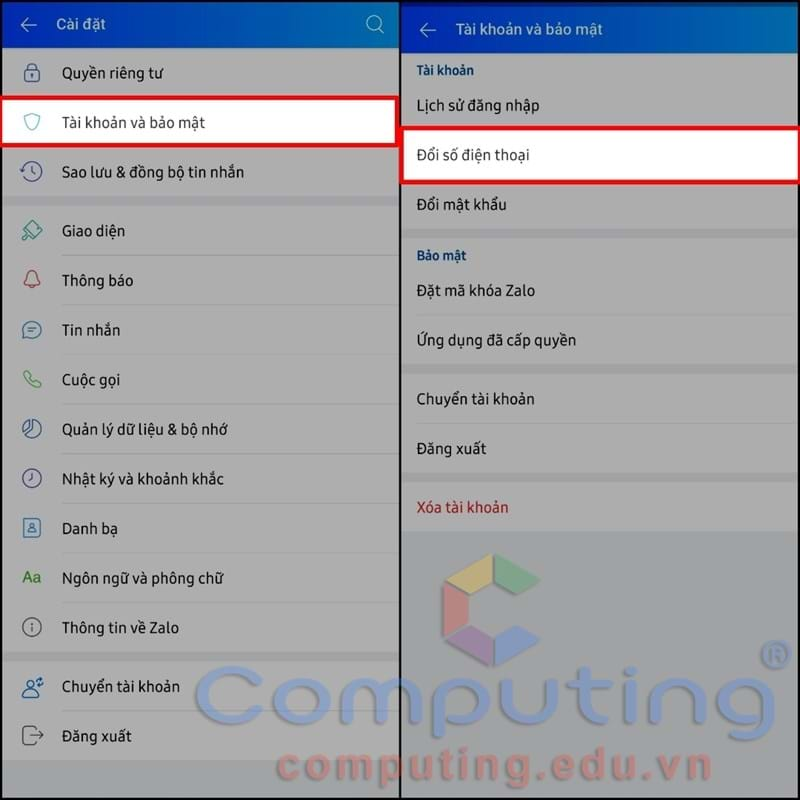 Cài đặt
Quyền riêng tư
Tài khoản và bảo mật
Sao lưu & đồng bộ tin nhắn
Giao diện
Thông báo
Tin nhắn
Cuộc gọi
Quản lý dữ liệu & bộ nhớ
Nhật ký và khoảnh khắc
Danh bạ
Aa Ngôn ngữ và phông chữ
Thông tin về Zalo
Chuyển tài khoản
Đăng xuất
Tài khoản và bảo mật
Tài khoản
Lịch sử đăng nhập
Đổi số điện thoại
Đổi mật khẩu
Bảo mật
Đặt mã khóa Zalo
Ứng dụng đã cấp quyền
Chuyển tài khoản
Đăng xuất
Xóa tài khoản
Computing®
computing.edu.vn